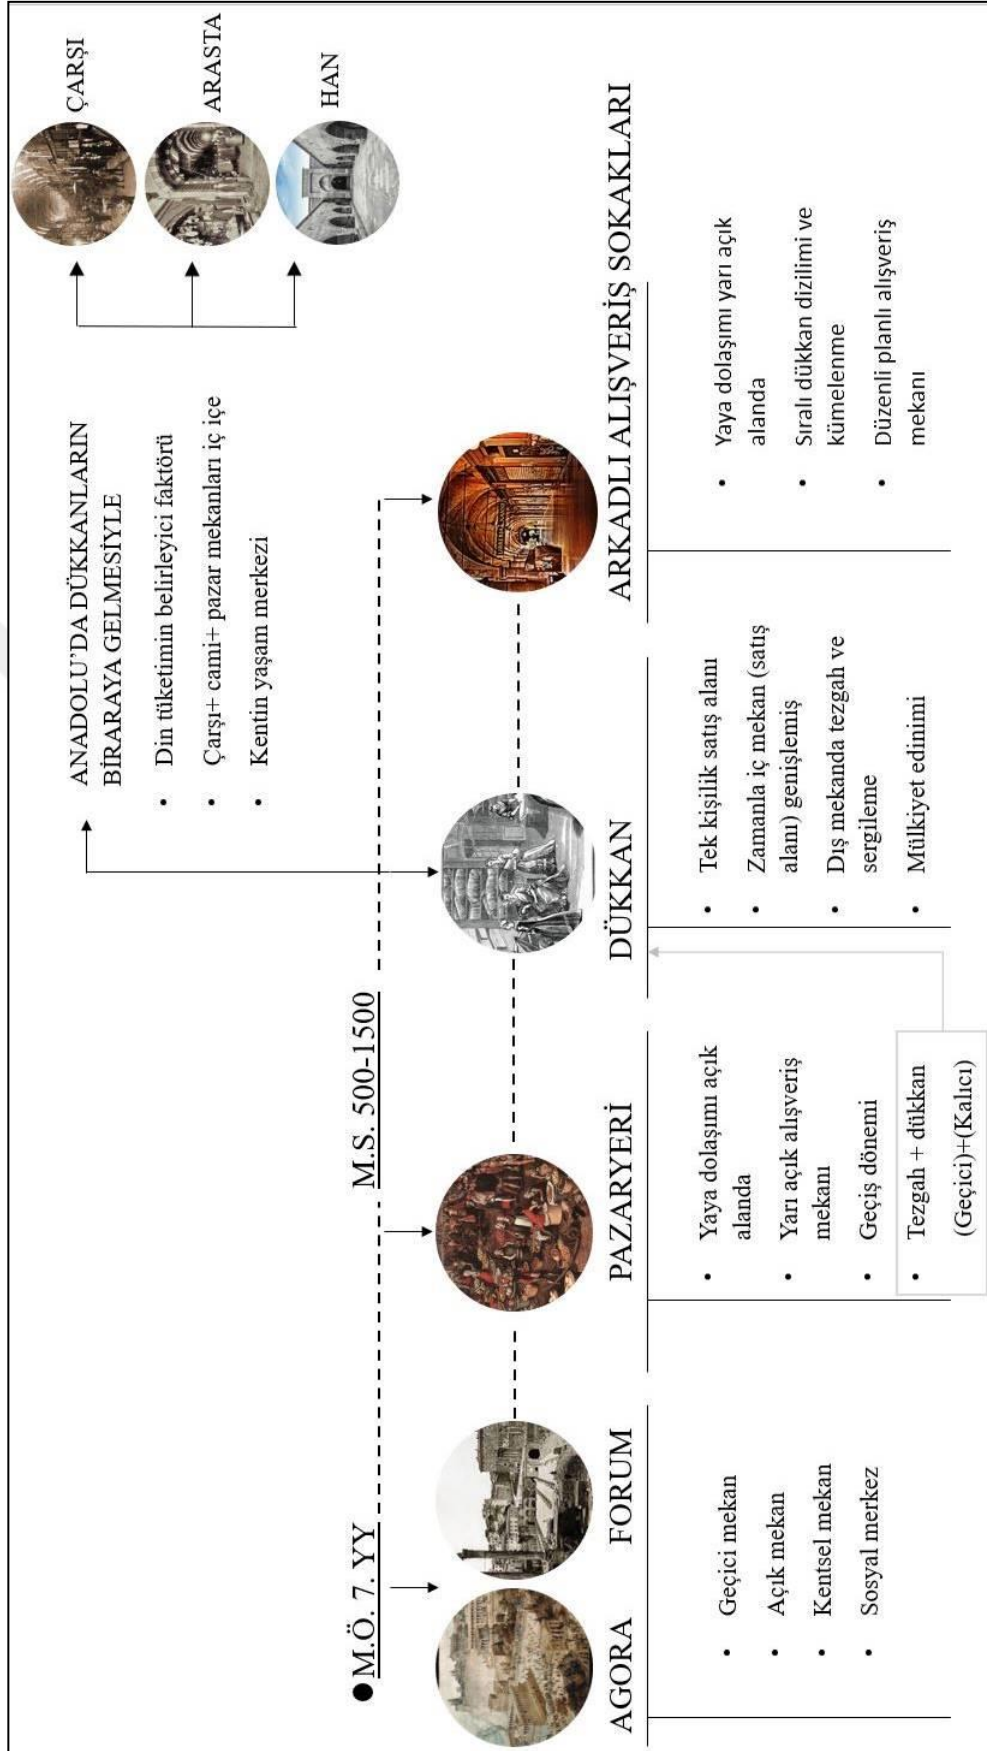 ANADOLU'DA DÜKKANLARIN
BİRARAYA GELMESİYLE
• Din tüketimin belirleyici faktörü
• Çarşı+ cami+ pazar mekanları iç içe
• Kentin yaşam merkezi
ÇARŞI
ARASTA
HAN
●M.Ö. 7. YY
M.S. 500-1500
AGORA
FORUM
• Geçici mekan
• Açık mekan
• Kentsel mekan
• Sosyal merkez
PAZARYERİ
• Yaya dolaşımı açık
alanda
• Yarı açık alışveriş
mekanı
• Geçiş dönemi
• Tezgah + dükkan
(Geçici)+(Kalıcı)
DÜKKAN
• Tek kişilik satış alanı
• Zamanla iç mekan (satış
alanı) genişlemiş
• Dış mekanda tezgah ve
sergileme
• Mülkiyet edinimi
ARKADLI ALIŞVERİŞ SOKAKLARI
• Yaya dolaşımı yarı açık
alanda
• Sıralı dükkan dizilimi ve
kümelenme
• Düzenli planlı alışveriş
mekanı